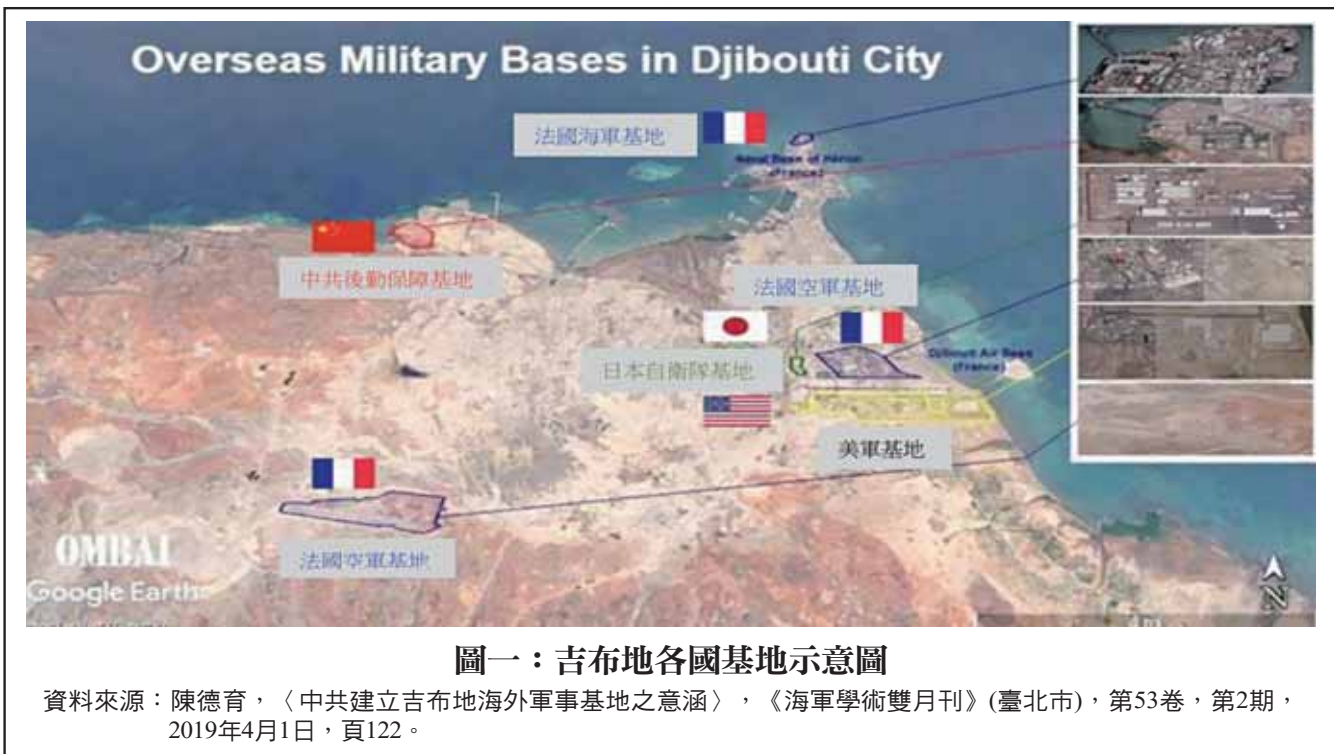 Overseas Military Bases in Djibouti City
法國海軍基地
Naval Base of Héron
(France)
中共後勤保障基地
法國空軍基地
日本自衛隊基地
Djibouti Air Base
(France)
美軍基地
法國空軍基地
OMBAI
Google Earth
N
圖一：吉布地各國基地示意圖
資料來源：陳德育，〈中共建立吉布地海外軍事基地之意涵〉，《海軍學術雙月刊》(臺北市)，第53卷，第2期，
2019年4月1日，頁122。